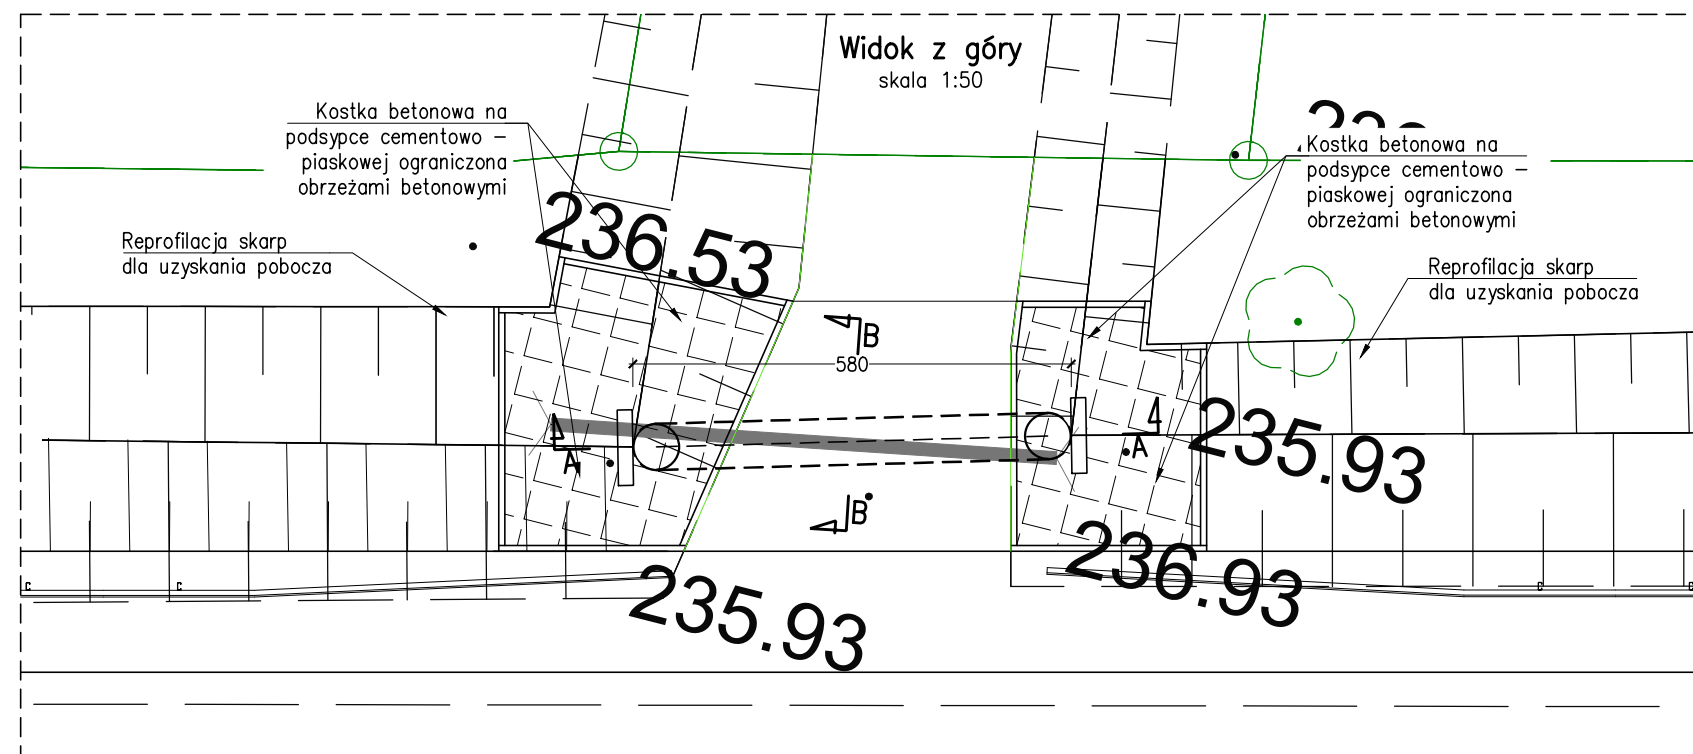 Widok z góry
skala 1:50
Kostka betonowa na
podsypce cementowo –
piaskowej ograniczona
obrzeżami betonowymi
Kostka betonowa na
podsypce cementowo –
piaskowej ograniczona
obrzeżami betonowymi
236.53
Reprofilacja skarp
dla uzyskania pobocza
Reprofilacja skarp
dla uzyskania pobocza
B
580
A
A
235.93
B
236.93
235.93
c
c
c
c